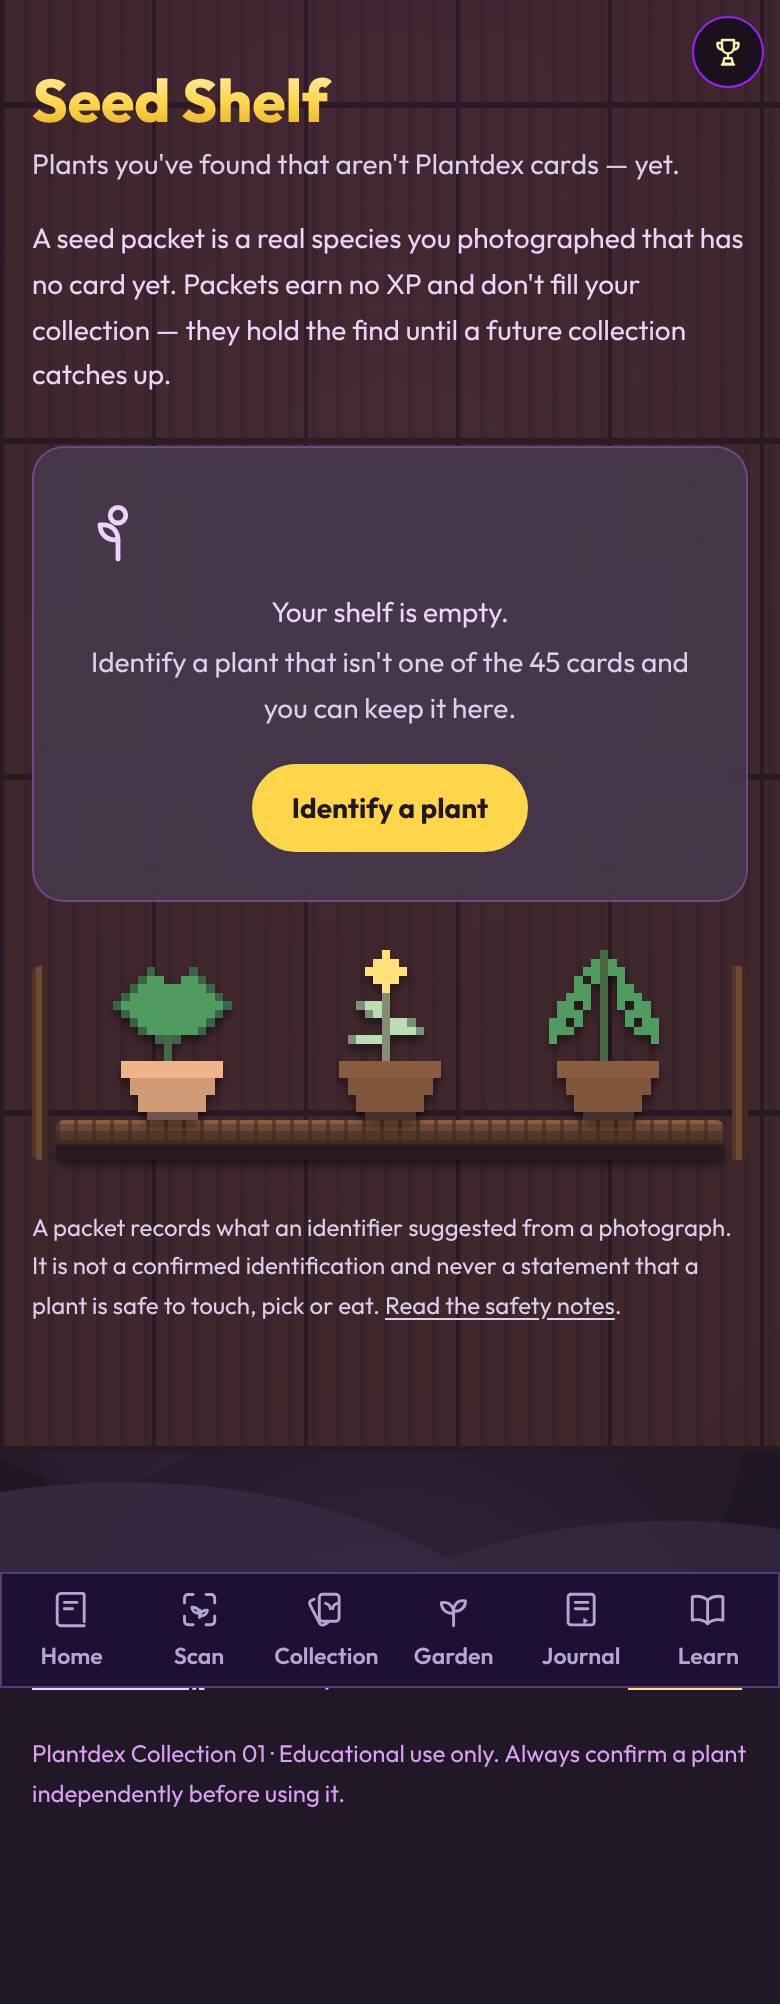 Seed Shelf
Plants you've found that aren't Plantdex cards — yet.
A seed packet is a real species you photographed that has
no card yet. Packets earn no XP and don't fill your
collection — they hold the find until a future collection
catches up.
Your shelf is empty.
Identify a plant that isn't one of the 45 cards and
you can keep it here.
Identify a plant
A packet records what an identifier suggested from a photograph.
It is not a confirmed identification and never a statement that a
plant is safe to touch, pick or eat. Read the safety notes.
Home Scan Collection Garden Journal Learn
Plantdex Collection 01 · Educational use only. Always confirm a plant
independently before using it.